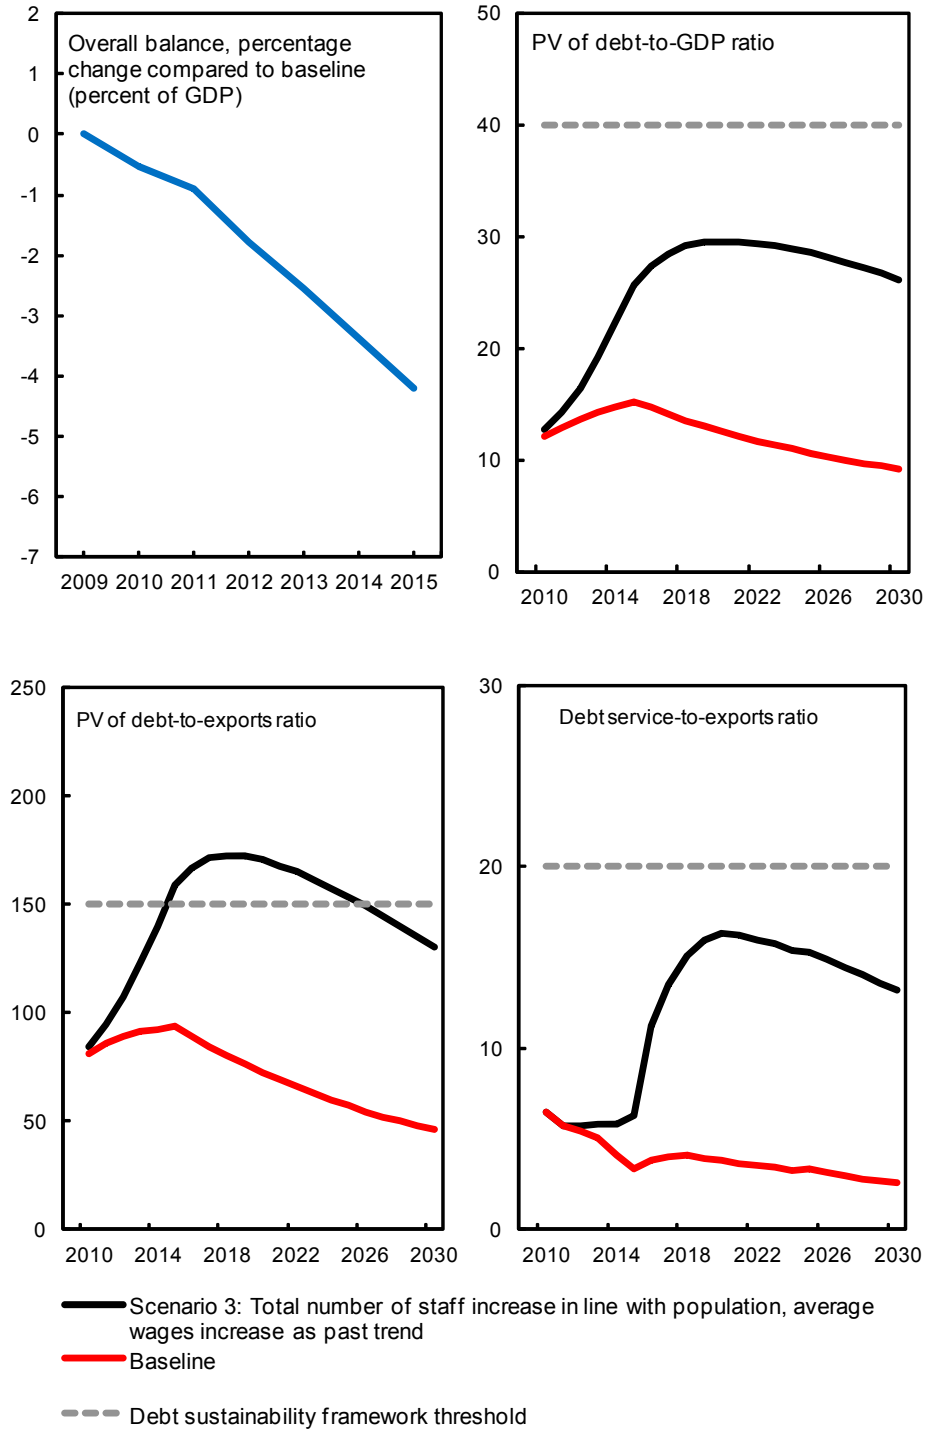 Overall balance, percentage
change compared to baseline
(percent of GDP)
2
1
0
-1
-2
-3
-4
-5
-6
-7
2009 2010 2011 2012 2013 2014 2015
PV of debt-to-GDP ratio
50
40
30
20
10
0
2010 2014 2018 2022 2026 2030
PV of debt-to-exports ratio
250
200
150
100
50
0
2010 2014 2018 2022 2026 2030
Debt service-to-exports ratio
30
20
10
0
2010 2014 2018 2022 2026 2030
Scenario 3: Total number of staff increase in line with population, average
wages increase as past trend
Baseline
Debt sustainability framework threshold